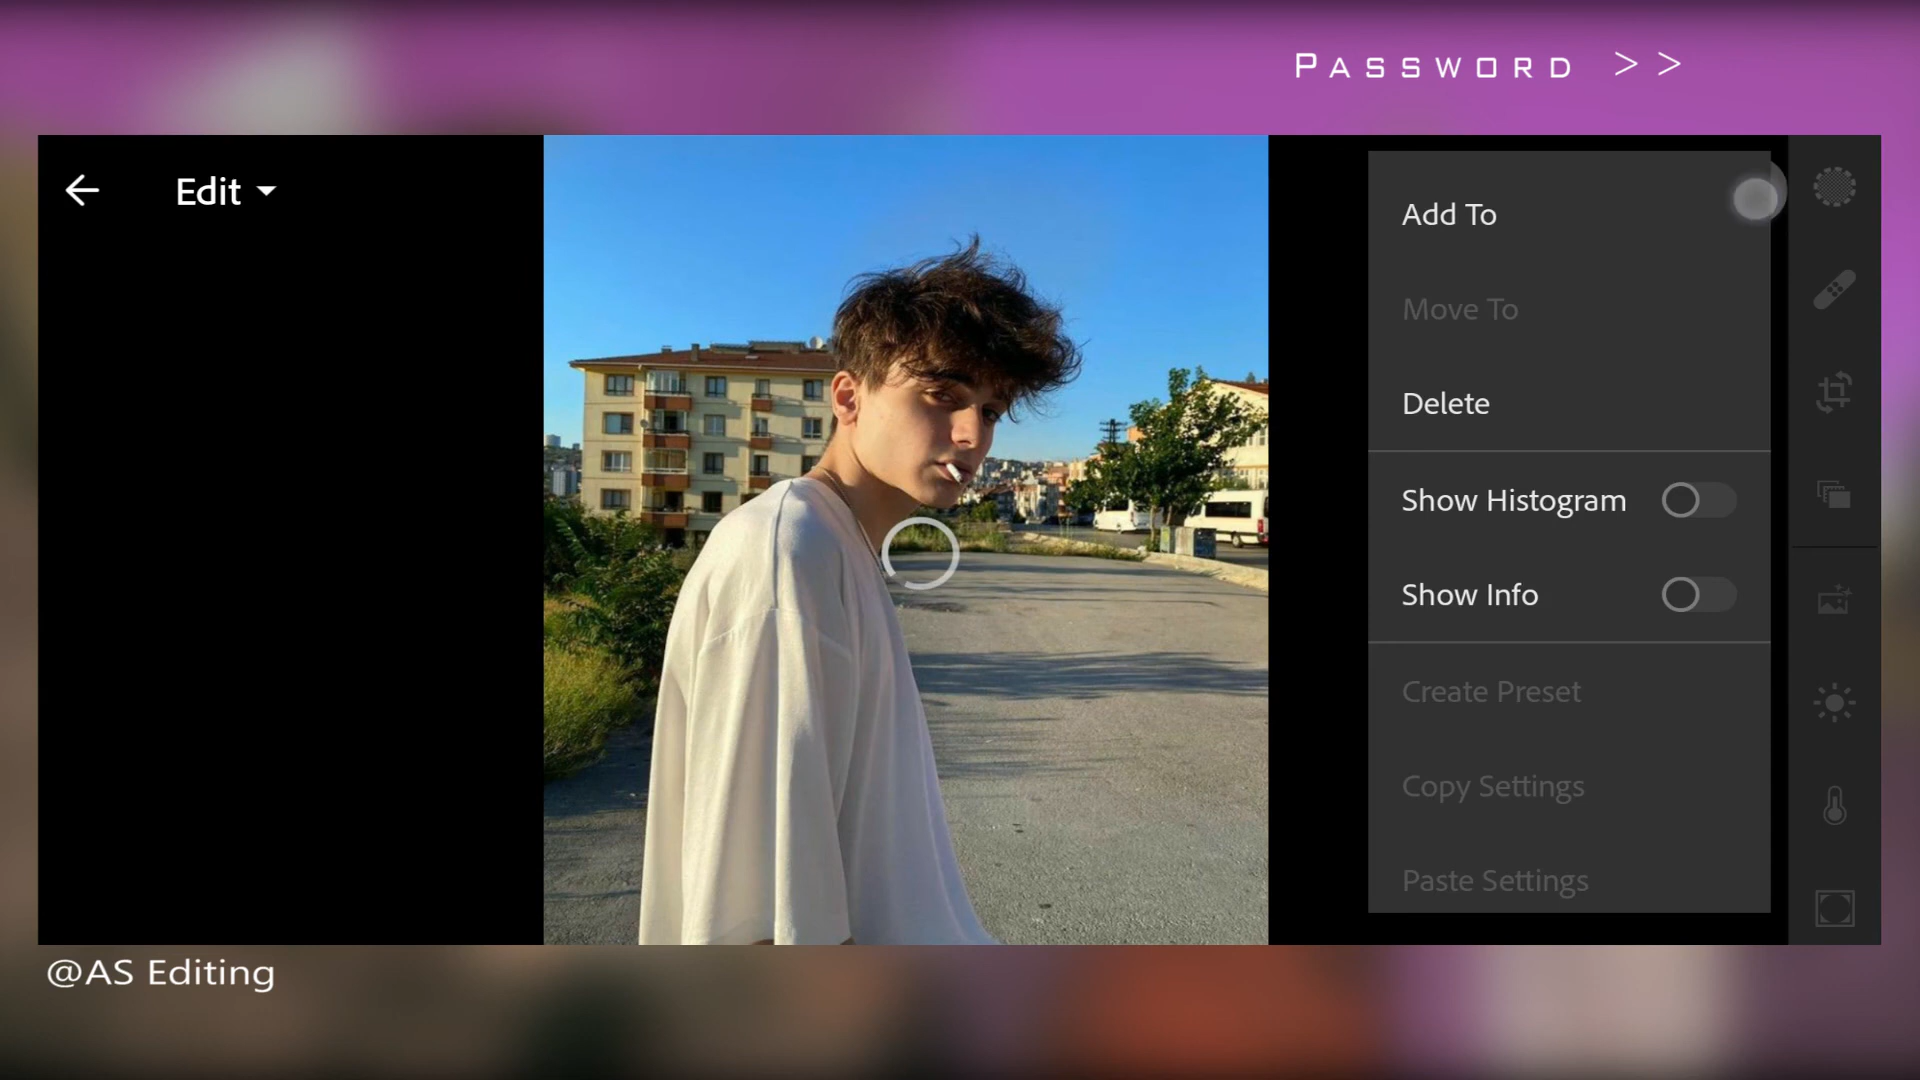 PASSWORD >>
Edit
Add To
Move To
Delete
Show Histogram
Show Info
Create Preset
Copy Settings
Paste Settings
@AS Editing